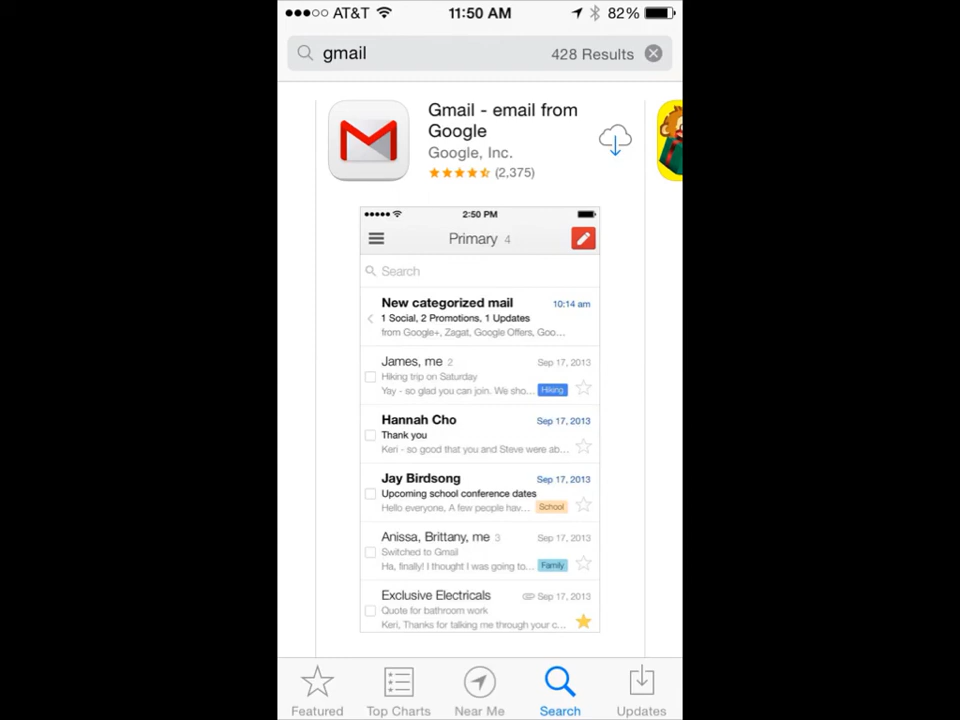 AT&T 11:50 AM 82%
gmail 428 Results
Gmail - email from
Google
Google, Inc.
(2,375)
2:50 PM
Primary 4
Search
New categorized mail 10:14 am
1 Social, 2 Promotions, 1 Updates
from Google+, Zagat, Google Offers, Goo...
James, me 2 Sep 17, 2013
Hiking trip on Saturday
Yay - so glad you can join. We sho... Hiking
Hannah Cho Sep 17, 2013
Thank you
Keri - so good that you and Steve were ab...
Jay Birdsong Sep 17, 2013
Upcoming school conference dates
Hello everyone, A few people hav... School
Anissa, Brittany, me 3 Sep 17, 2013
Switched to Gmail
Ha, finally! I thought I was going to... Family
Exclusive Electricals Sep 17, 2013
Quote for bathroom work
Keri, Thanks for talking me through your c...
Featured Top Charts Near Me Search Updates